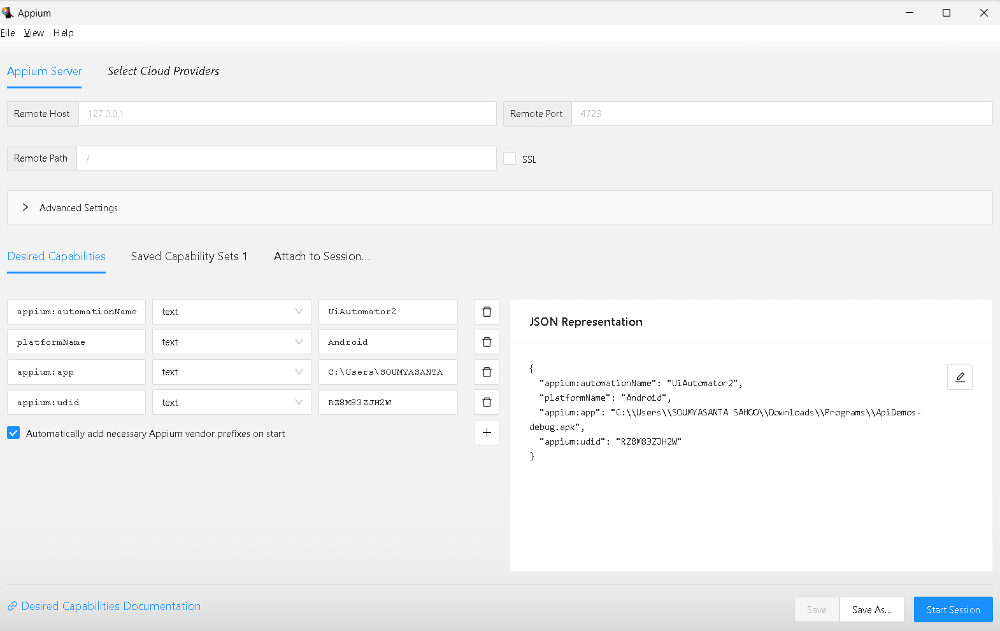 Appium
File View Help
Appium Server Select Cloud Providers
Remote Host 127.0.0.1 Remote Port 4723
Remote Path / SSL
Advanced Settings
Desired Capabilities Saved Capability Sets 1 Attach to Session...
appium:automationName text UiAutomator2
platformName text Android
appium:app text C:\Users\SOUMYASANTA
appium:udid text RZ8M83ZJH2W
Automatically add necessary Appium vendor prefixes on start
JSON Representation
{
"appium:automationName": "UiAutomator2",
"platformName": "Android",
"appium:app": "C:\\Users\\SOUMYASANTA SAHOO\\Downloads\\Programs\\ApiDemos-
debug.apk",
"appium:udid": "RZ8M83ZJH2W"
}
Desired Capabilities Documentation
Save Save As... Start Session